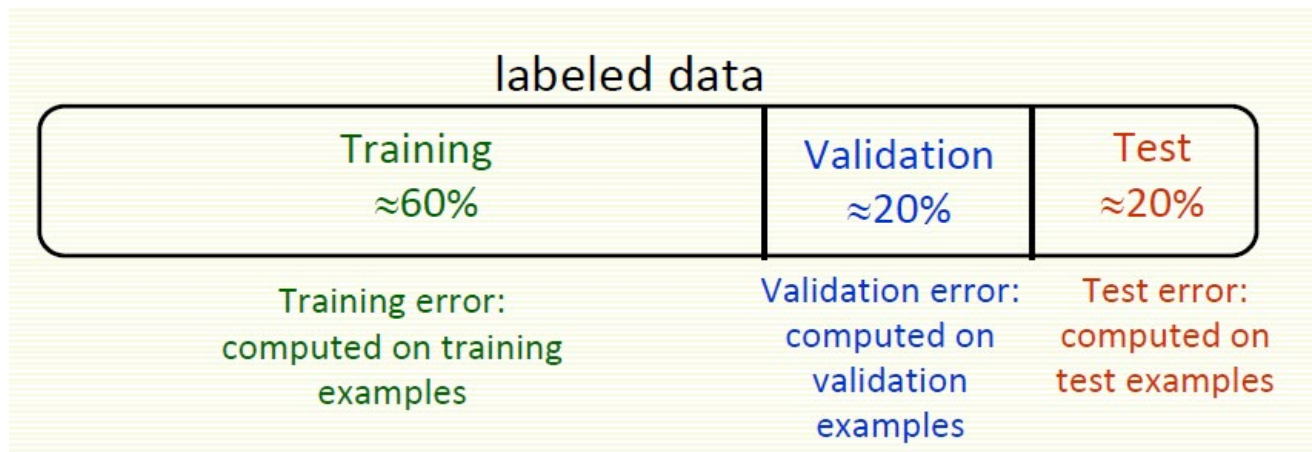 labeled data
Training
≈60%
Validation
≈20%
Test
≈20%
Training error:
computed on training
examples
Validation error:
computed on
validation
examples
Test error:
computed on
test examples